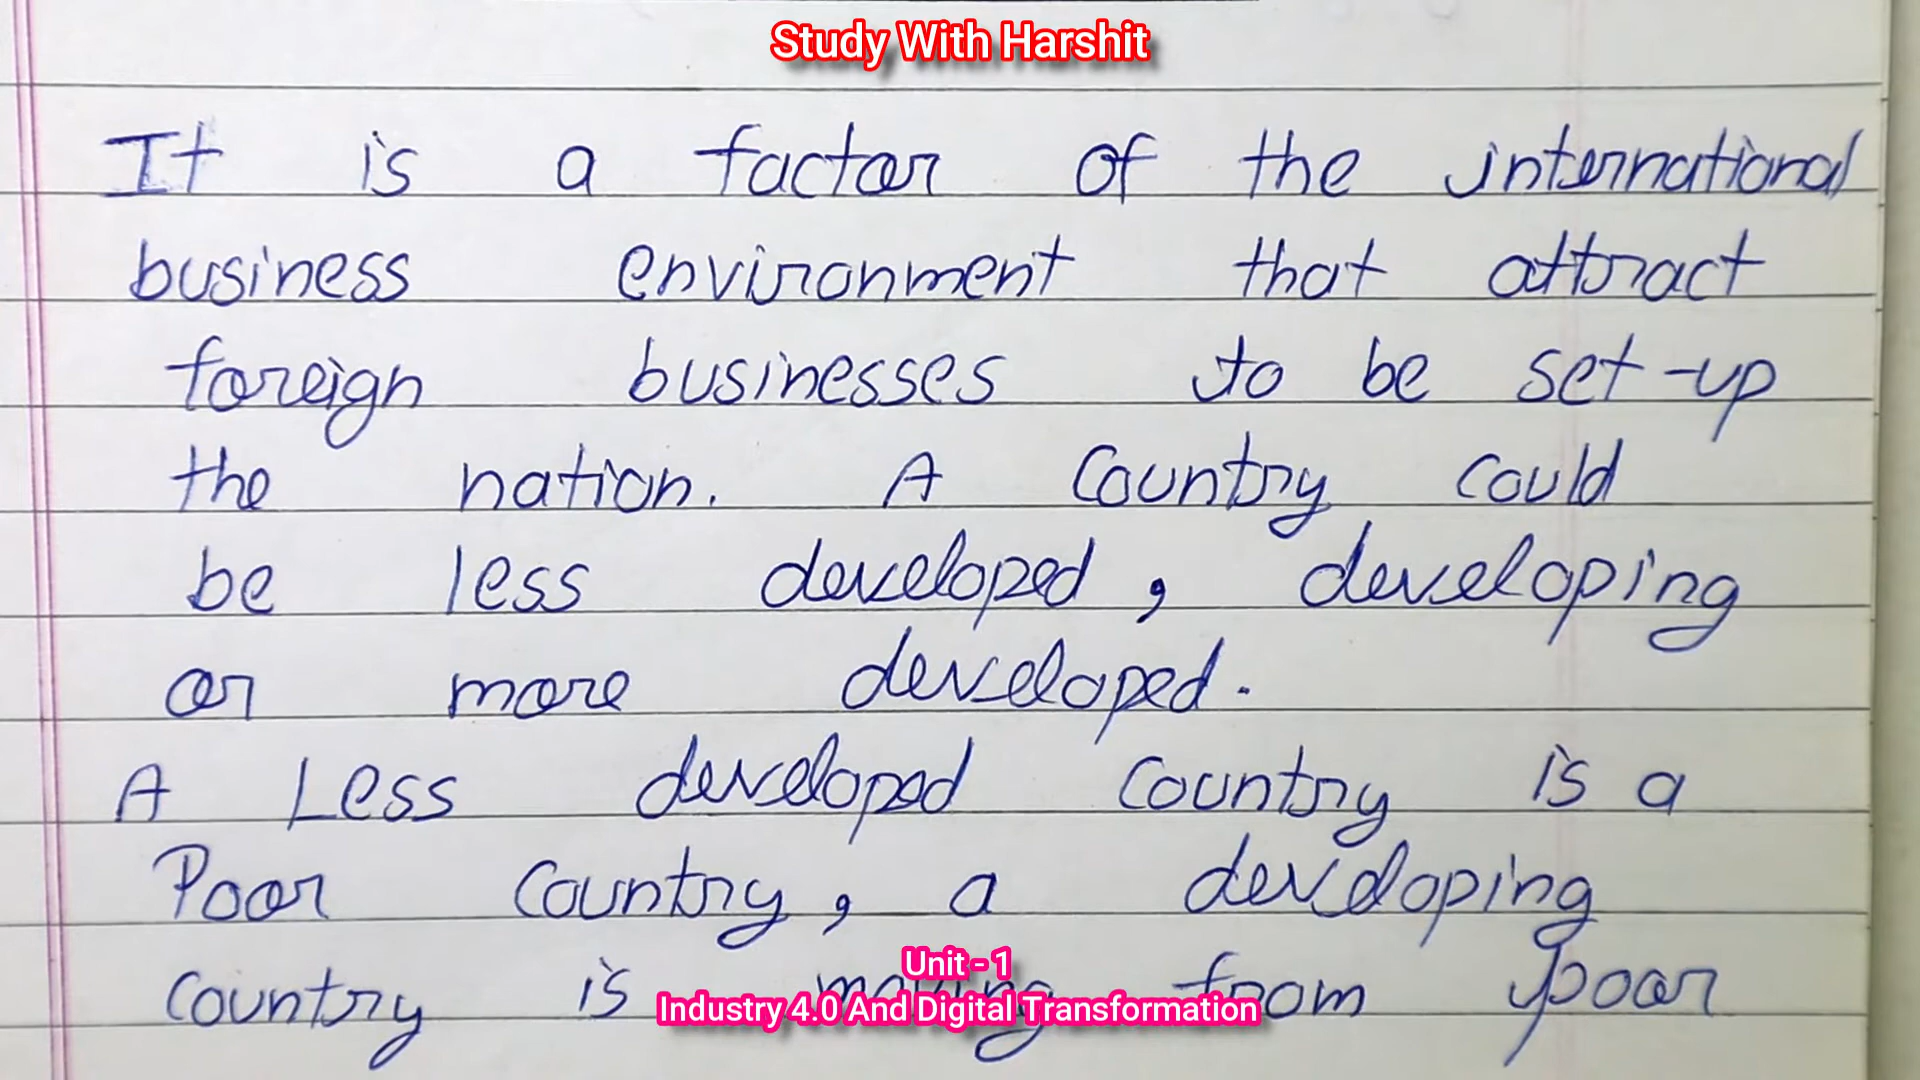 Study With Harshit
It is a factor of the international
business environment that attract
foreign businesses to be set-up
the nation. A Country could
be less developed, developing
or more developed.
A Less developed country is a
Poor Country, a developing
Unit - 1
country is moving from poor
Industry 4.0 And Digital Transformation